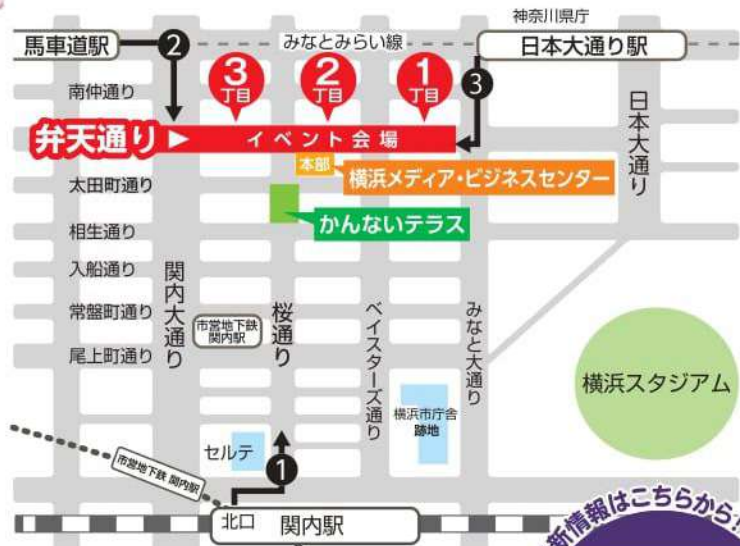 神奈川県庁
馬車道駅
2
みなとみらい線
日本大通り駅
南仲通り
3
丁目
2
丁目
1
丁目
3
日本大通り
弁天通り
イベント会場
本部
横浜メディア・ビジネスセンター
太田町通り
かんないテラス
相生通り
入船通り
関内大通り
常盤町通り
市営地下鉄
関内駅
桜通り
ベイスターズ通り
みなと大通り
尾上町通り
横浜スタジアム
横浜市庁舎
跡地
セルテ
1
市営地下鉄 関内駅
北口
関内駅
新情報はこちらから!